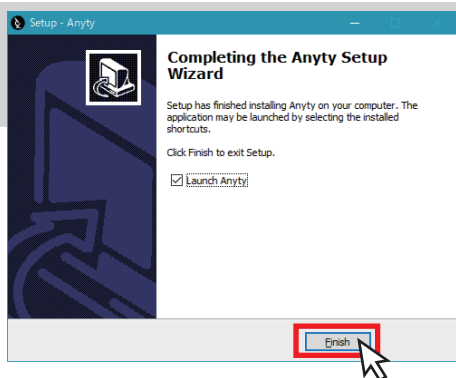 Setup - Anyty
Completing the Anyty Setup
Wizard
Setup has finished installing Anyty on your computer. The
application may be launched by selecting the installed
shortcuts.
Click Finish to exit Setup.
Launch Anyty
Finish